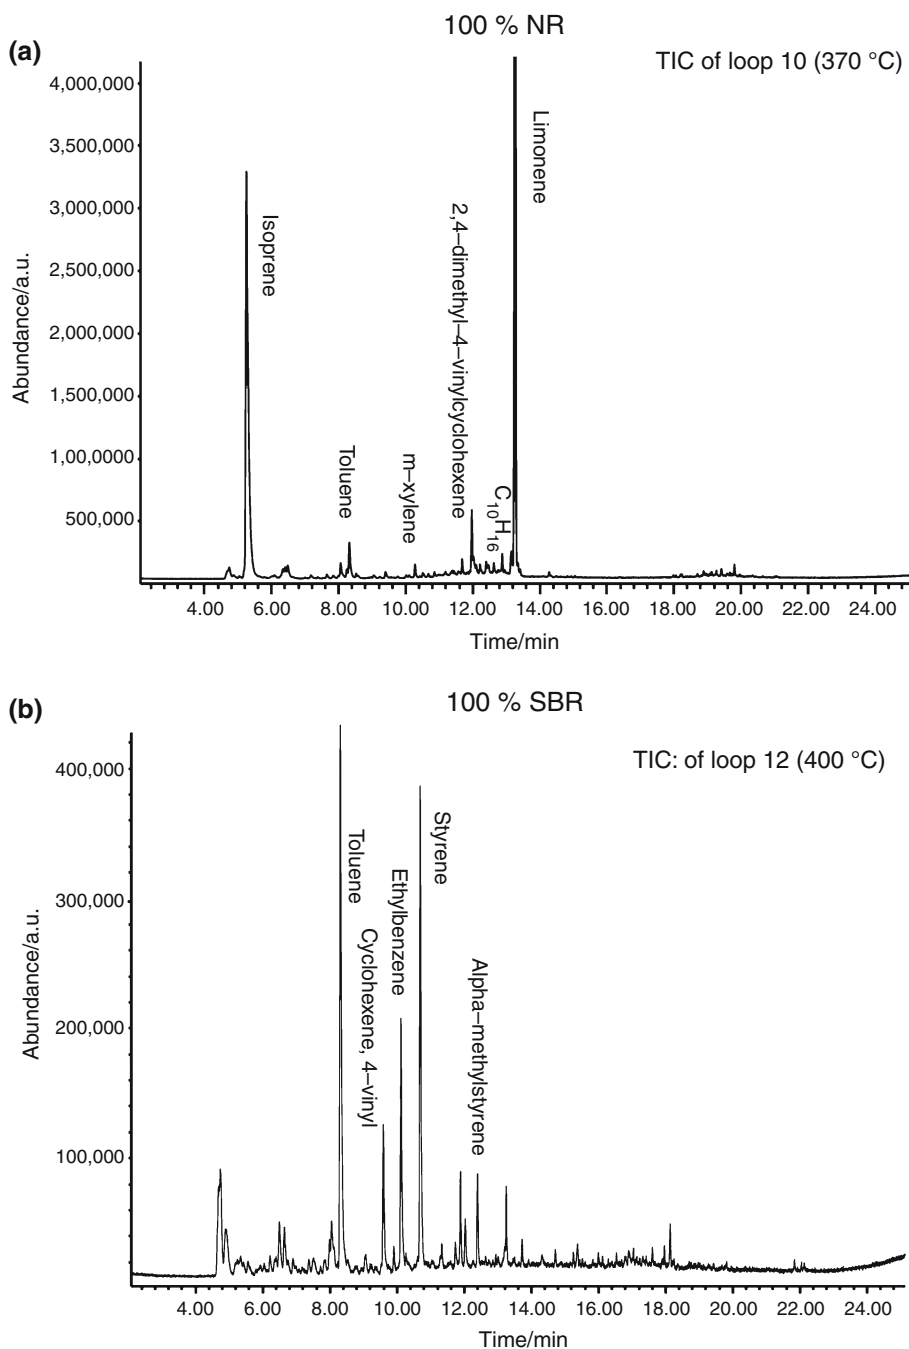 100 % NR
(a)
TIC of loop 10 (370 °C)
4,000,000
3,500,000
3,000,000
2,500,000
2,000,000
1,500,000
1,00,0000
500,000
Abundance/a.u.
Isoprene
Toluene
m–xylene
2,4–dimethyl–4–vinylcyclohexene
C10H16
Limonene
4.00 6.00 8.00 10.00 12.00 14.00 16.00 18.00 20.00 22.00 24.00
Time/min
100 % SBR
(b)
TIC: of loop 12 (400 °C)
400,000
300,000
200,000
100,000
Abundance/a.u.
Toluene
Cyclohexene, 4–vinyl
Ethylbenzene
Styrene
Alpha–methylstyrene
4.00 6.00 8.00 10.00 12.00 14.00 16.00 18.00 20.00 22.00 24.00
Time/min